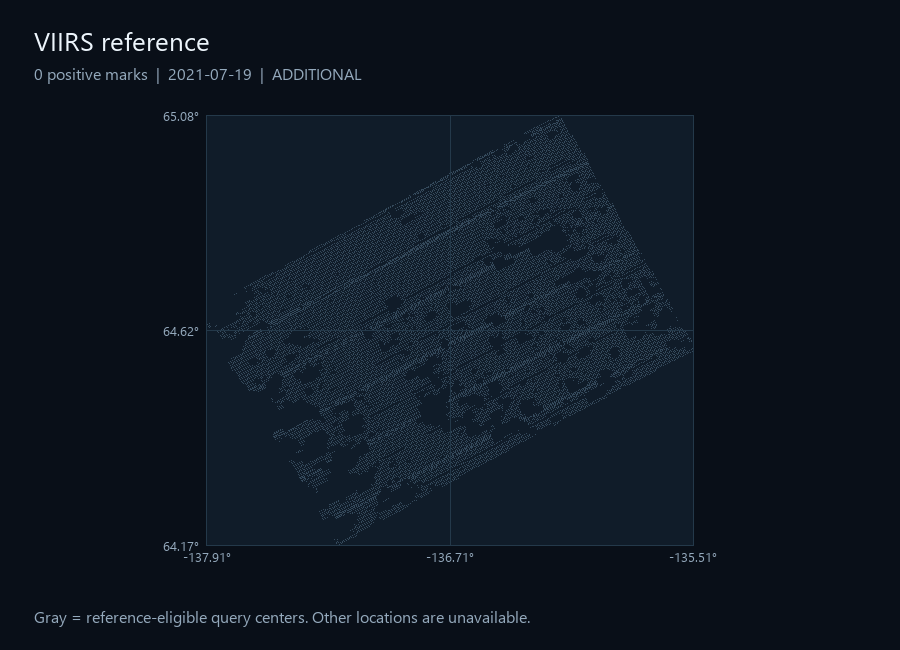 VIIRS reference
0 positive marks | 2021-07-19 | ADDITIONAL
65.08°
64.62°
64.17°
-137.91° -136.71° -135.51°
Gray = reference-eligible query centers. Other locations are unavailable.